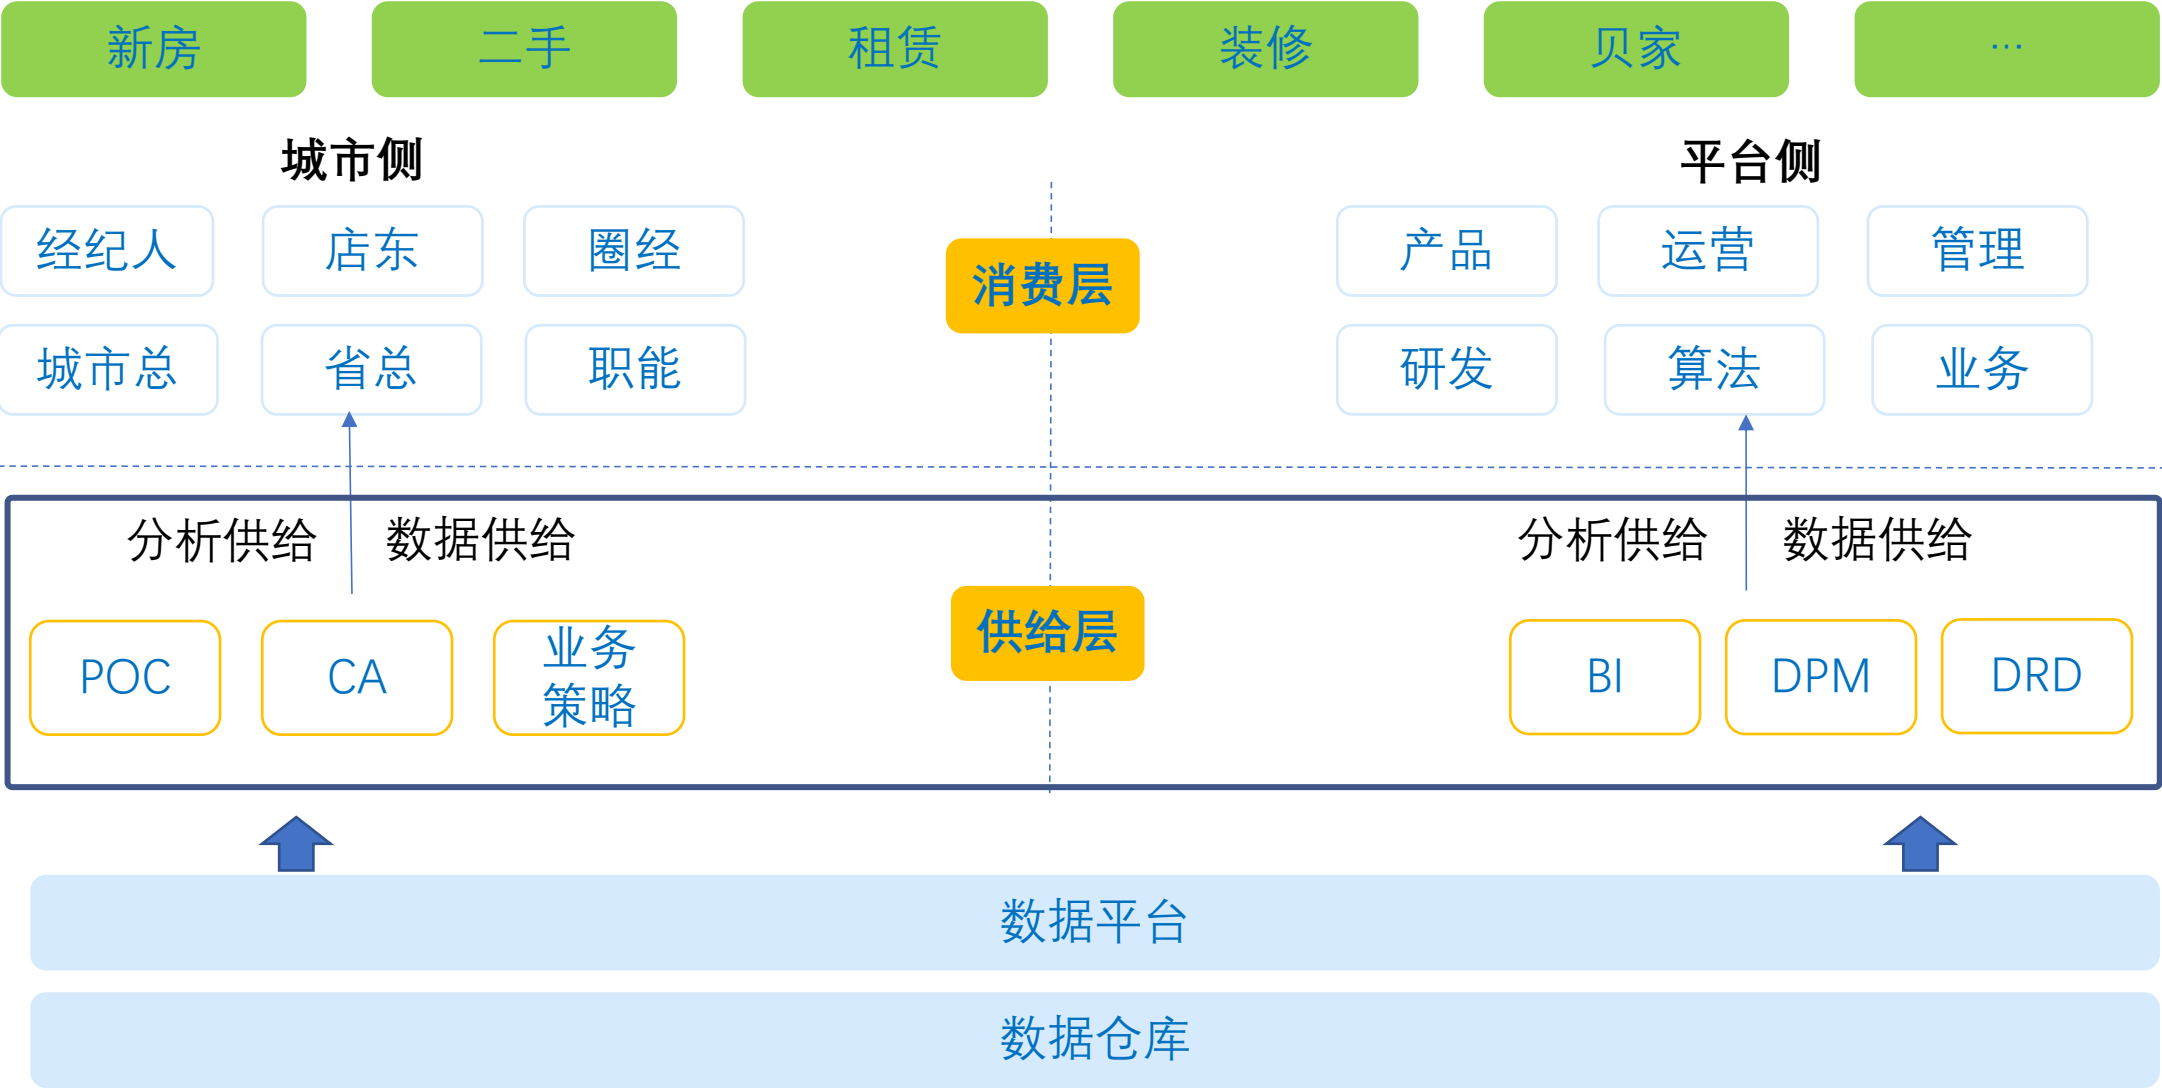 新房
二手
租赁
装修
贝家
...
城市侧
平台侧
经纪人
店东
圈经
消费层
产品
运营
管理
城市总
省总
职能
研发
算法
业务
分析供给
数据供给
分析供给
数据供给
POC
CA
业务
策略
供给层
BI
DPM
DRD
数据平台
数据仓库